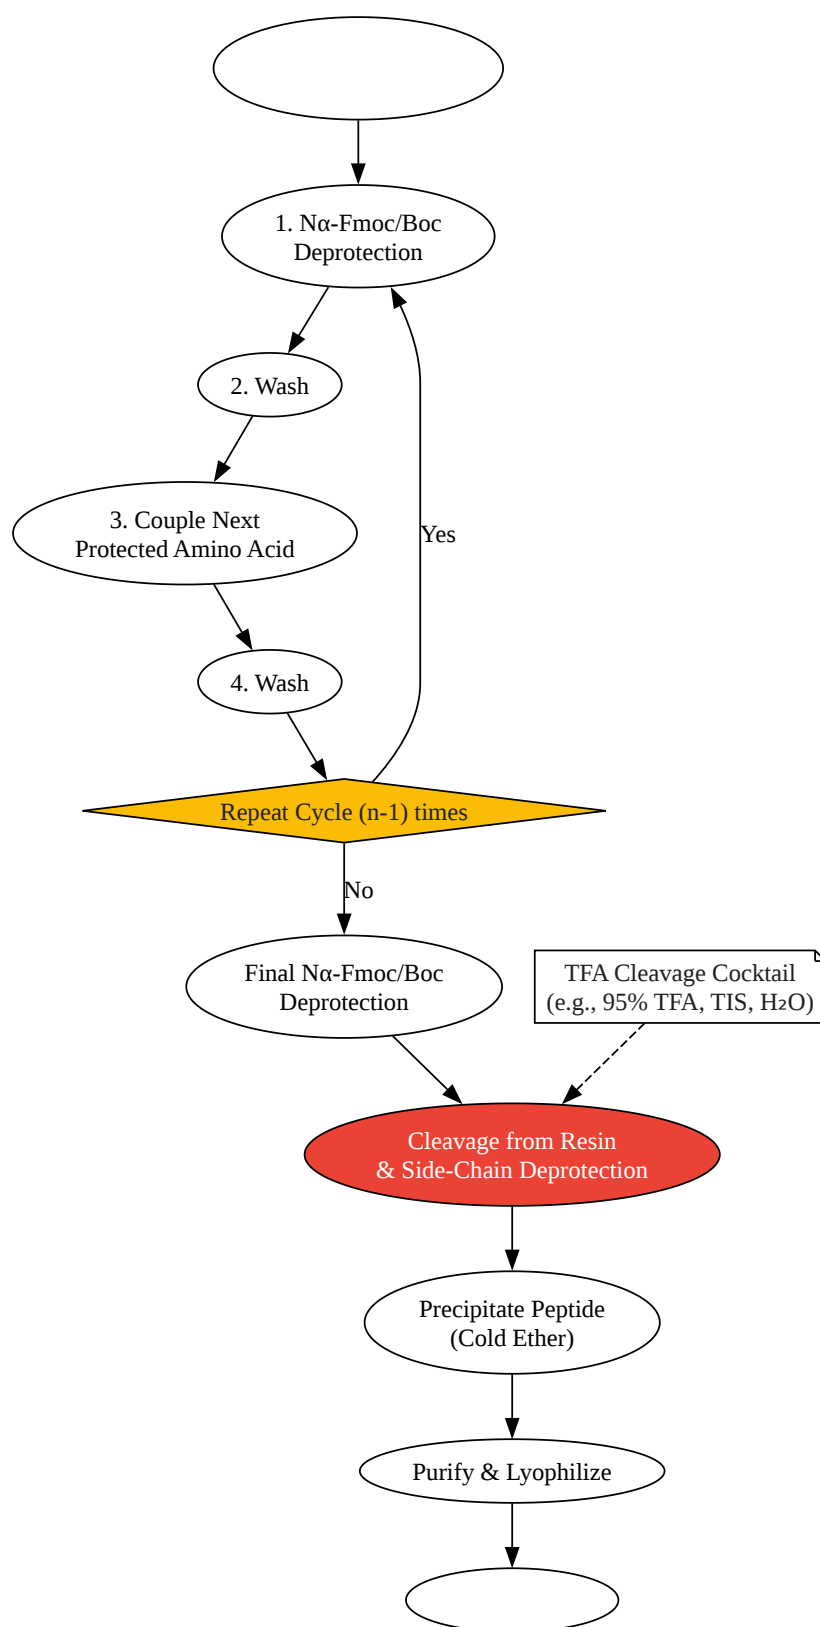 1. Nα-Fmoc/Boc
Deprotection
2. Wash
3. Couple Next
Protected Amino Acid
Yes
4. Wash
Repeat Cycle (n-1) times
No
Final Nα-Fmoc/Boc
Deprotection
TFA Cleavage Cocktail
(e.g., 95% TFA, TIS, H₂O)
Cleavage from Resin
& Side-Chain Deprotection
Precipitate Peptide
(Cold Ether)
Purify & Lyophilize